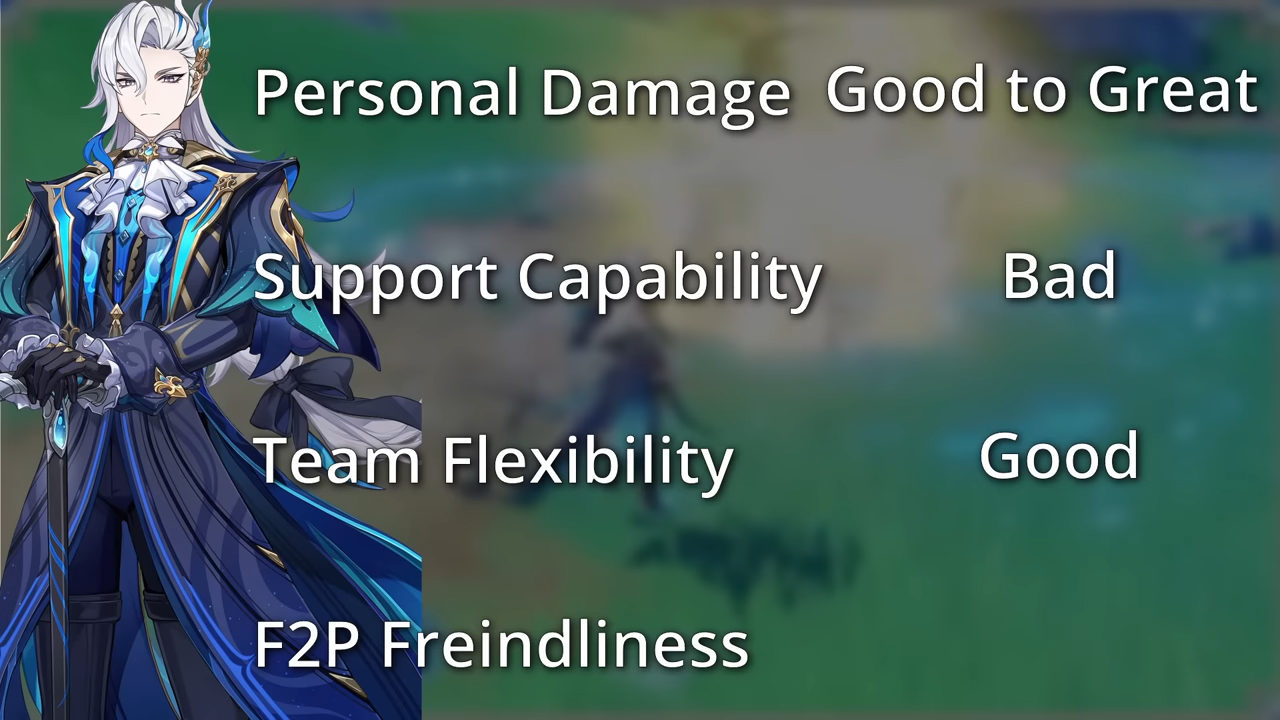 Personal Damage Good to Great
Support Capability Bad
Team Flexibility Good
F2P Freindliness